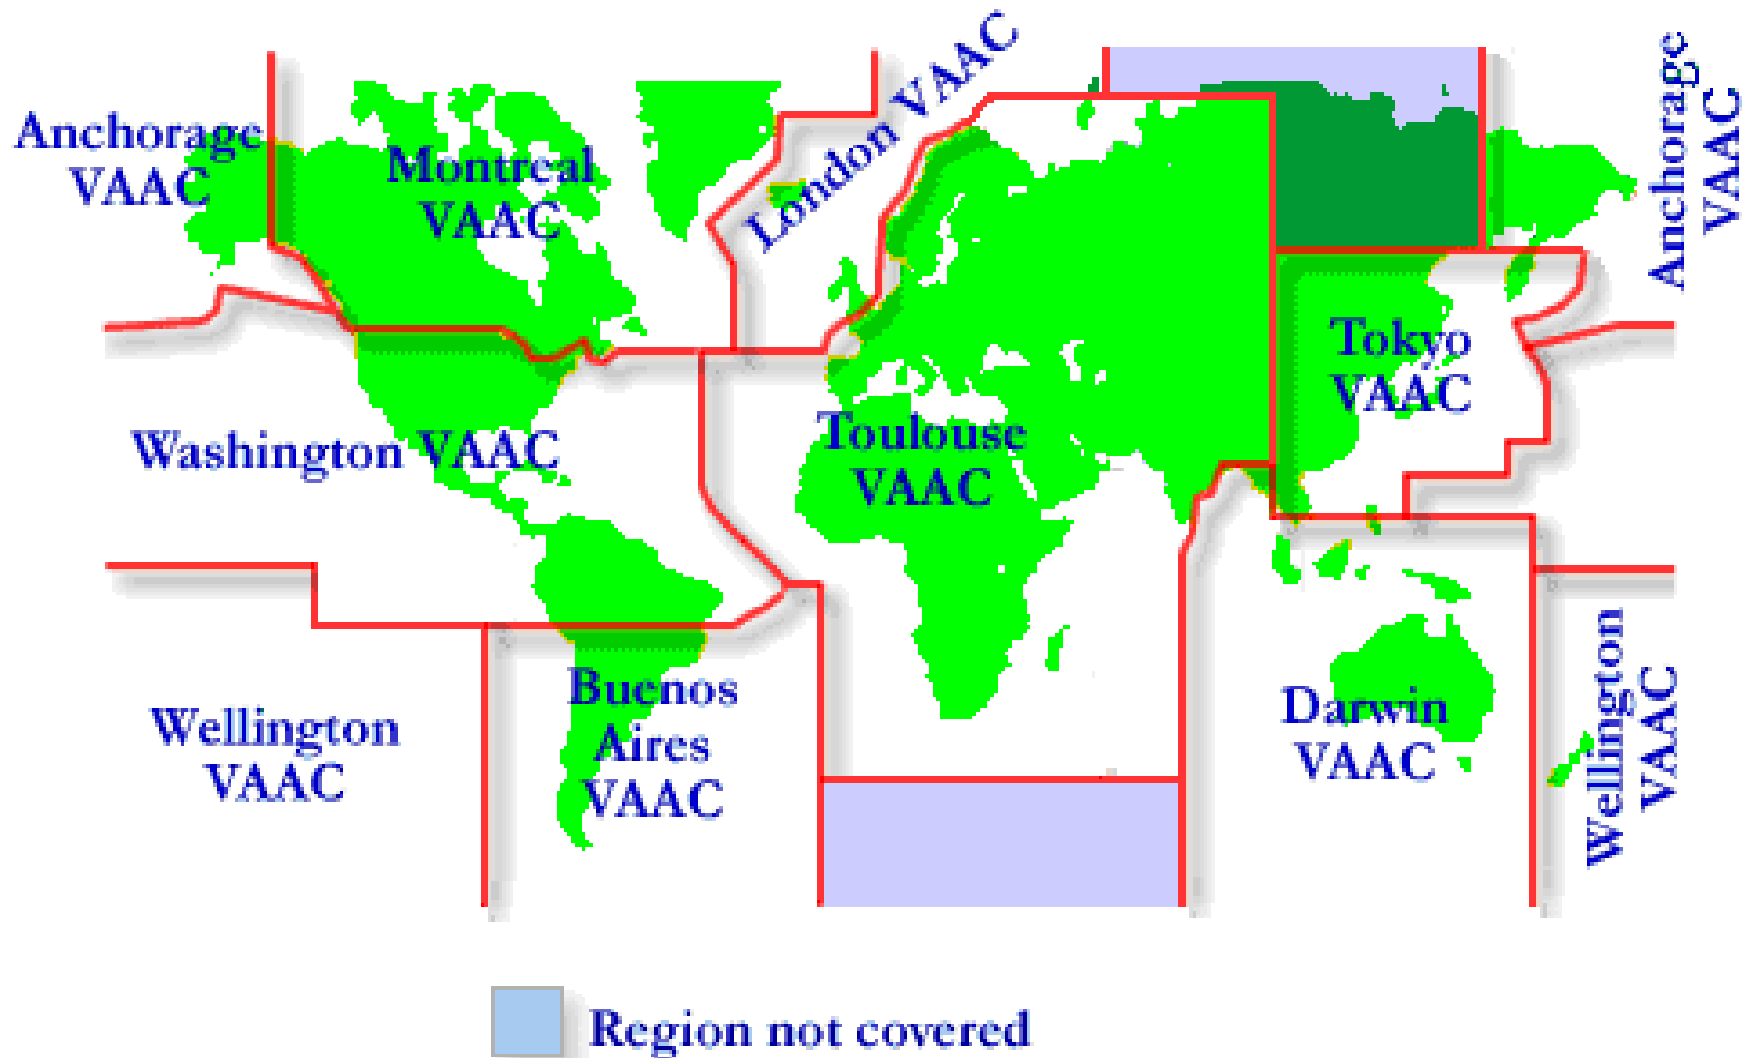 Anchorage
VAAC
Montreal
VAAC
London VAAC
Anchorage
VAAC
Tokyo
VAAC
Washington VAAC
Toulouse
VAAC
Wellington
VAAC
Buenos
Aires
VAAC
Darwin
VAAC
Wellington
VAAC
Region not covered